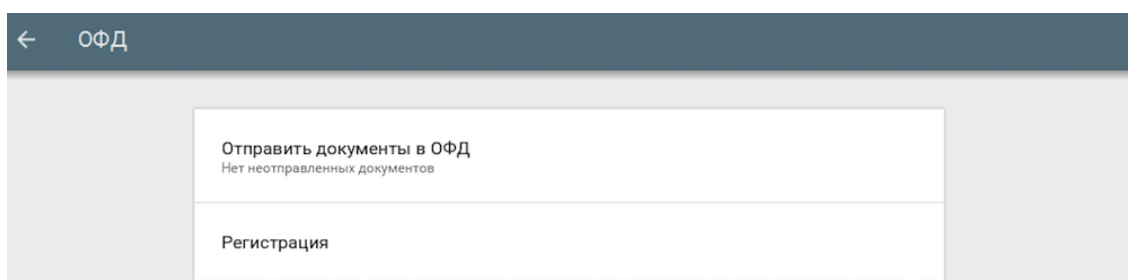 ОФД
Отправить документы в ОФД
Нет неотправленных документов
Регистрация